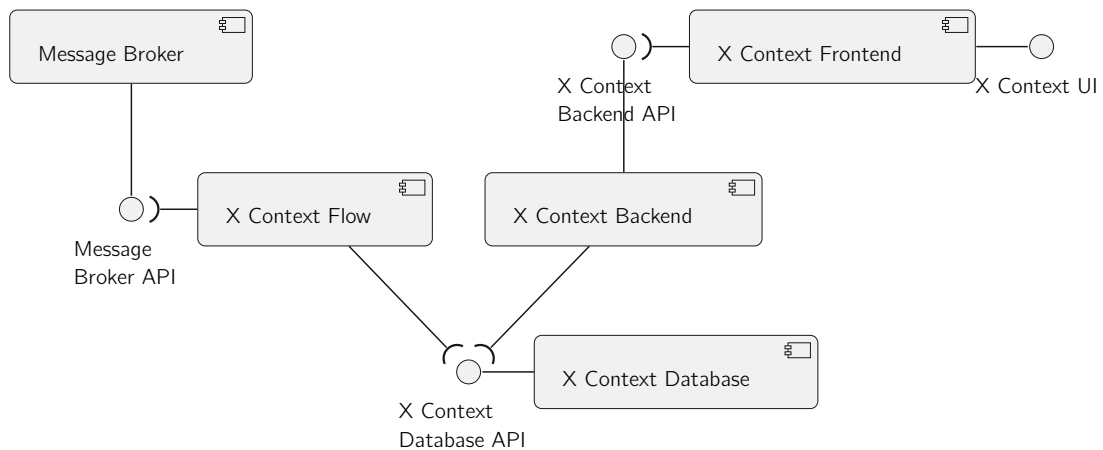 Message Broker
X Context Frontend
X Context
Backend API
X Context UI
X Context Flow
X Context Backend
Message
Broker API
X Context Database
X Context
Database API